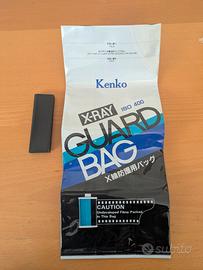 Kenko
X-RAY
ISO 400
GUARD
BAG
X線防護用バッグ
CAUTION
Undeveloped Films Packed
in This Bag
subito